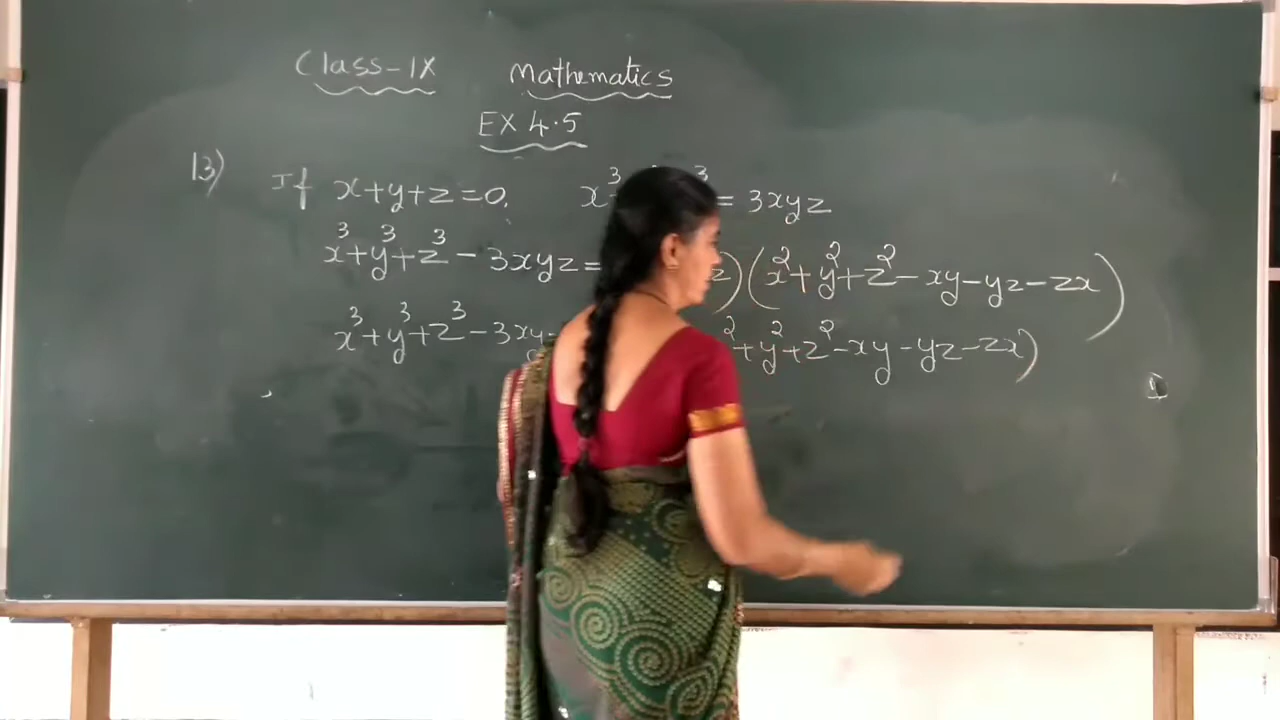 Class-IX Mathematics
EX 4.5
13) If x+y+z=0, x³ ³ = 3xyz
x³+y³+z³-3xyz= z)(x²+y²+z²-xy-yz-zx)
x³+y³+z³-3xy ²+y²+z²-xy-yz-zx)